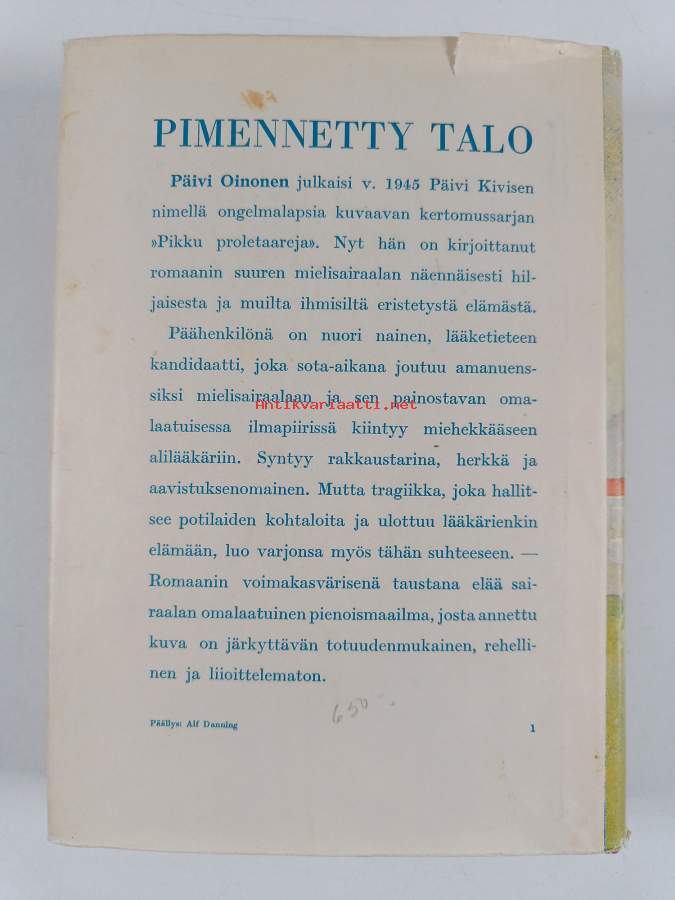 PIMENNETTY TALO
Päivi Oinonen julkaisi v. 1945 Päivi Kivisen
nimellä ongelmalapsia kuvaavan kertomussarjan
»Pikku proletaareja». Nyt hän on kirjoittanut
romaanin suuren mielisairaalan näennäisesti hil-
jaisesta ja muilta ihmisiltä eristetystä elämästä.
Päähenkilönä on nuori nainen, lääketieteen
kandidaatti, joka sota-aikana joutuu amanuens-
siksi mielisairaalaan ja sen painostavan oma-
Antikvariaatti.net
laatuisessa ilmapiirissä kiintyy miehekkääseen
alilääkäriin. Syntyy rakkaustarina, herkkä ja
aavistuksenomainen. Mutta tragiikka, joka hallit-
see potilaiden kohtaloita ja ulottuu lääkärienkin
elämään, luo varjonsa myös tähän suhteeseen. —
Romaanin voimakasvärisenä taustana elää sai-
raalan omalaatuinen pienoismaailma, josta annettu
kuva on järkyttävän totuudenmukainen, rehelli-
nen ja liioittelematon.
650 -.
Päällys: Alf Danning 1